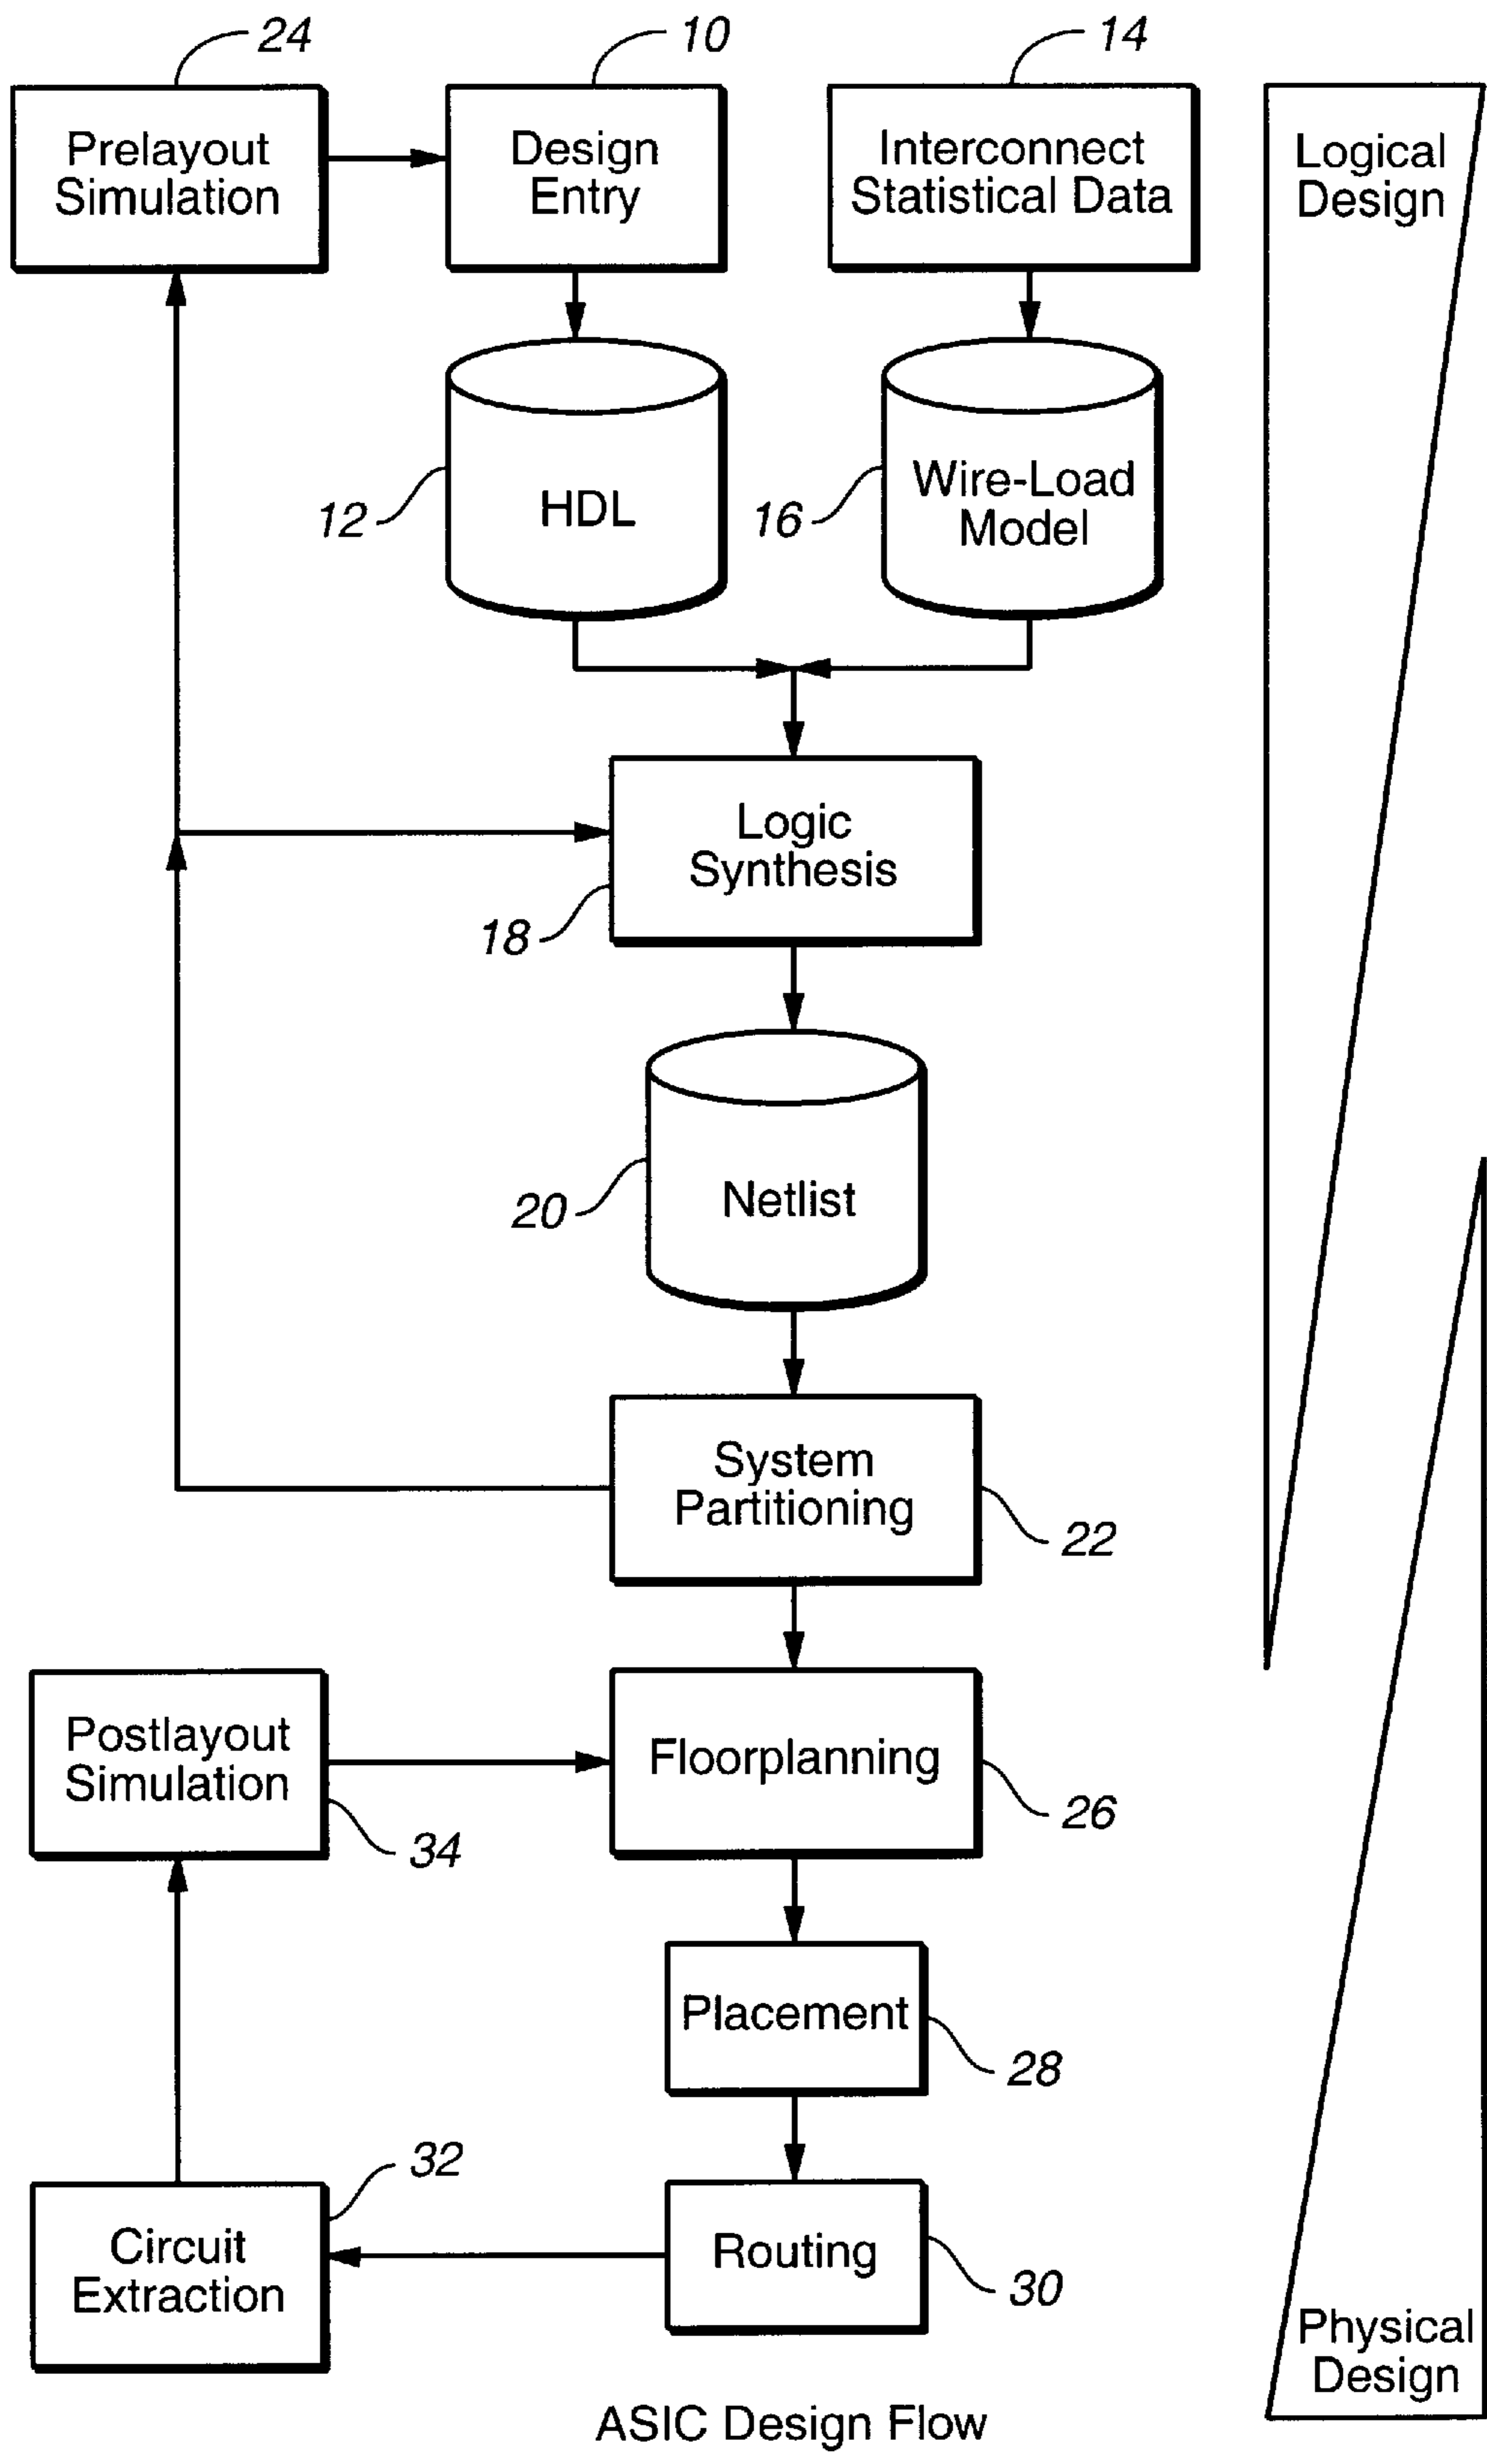 24
10
14
Prelayout
Simulation
Design
Entry
Interconnect
Statistical Data
Logical
Design
12
HDL
16
Wire-Load
Model
Logic
Synthesis
18
20
Netlist
System
Partitioning
22
Postlayout
Simulation
34
Floorplanning
26
Placement
28
32
Circuit
Extraction
Routing
30
Physical
Design
ASIC Design Flow